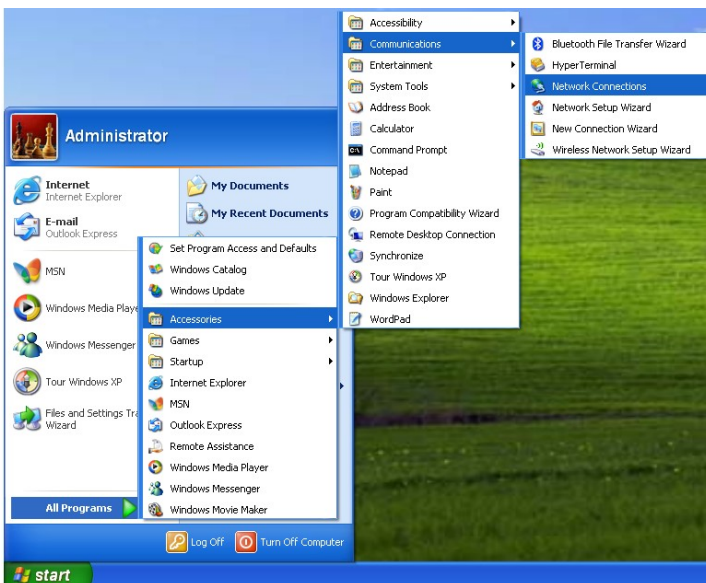 Administrator
Internet
Internet Explorer
E-mail
Outlook Express
MSN
Windows Media Playe
Windows Messenger
Tour Windows XP
Files and Settings Tra
Wizard
All Programs
My Documents
My Recent Documents
Set Program Access and Defaults
Windows Catalog
Windows Update
Accessories
Games
Startup
Internet Explorer
MSN
Outlook Express
Remote Assistance
Windows Media Player
Windows Messenger
Windows Movie Maker
Accessibility
Communications
Entertainment
System Tools
Address Book
Calculator
C:\
Command Prompt
Notepad
Paint
Program Compatibility Wizard
Remote Desktop Connection
Synchronize
Tour Windows XP
Windows Explorer
WordPad
Bluetooth File Transfer Wizard
HyperTerminal
Network Connections
Network Setup Wizard
New Connection Wizard
Wireless Network Setup Wizard
Log Off
Turn Off Computer
start